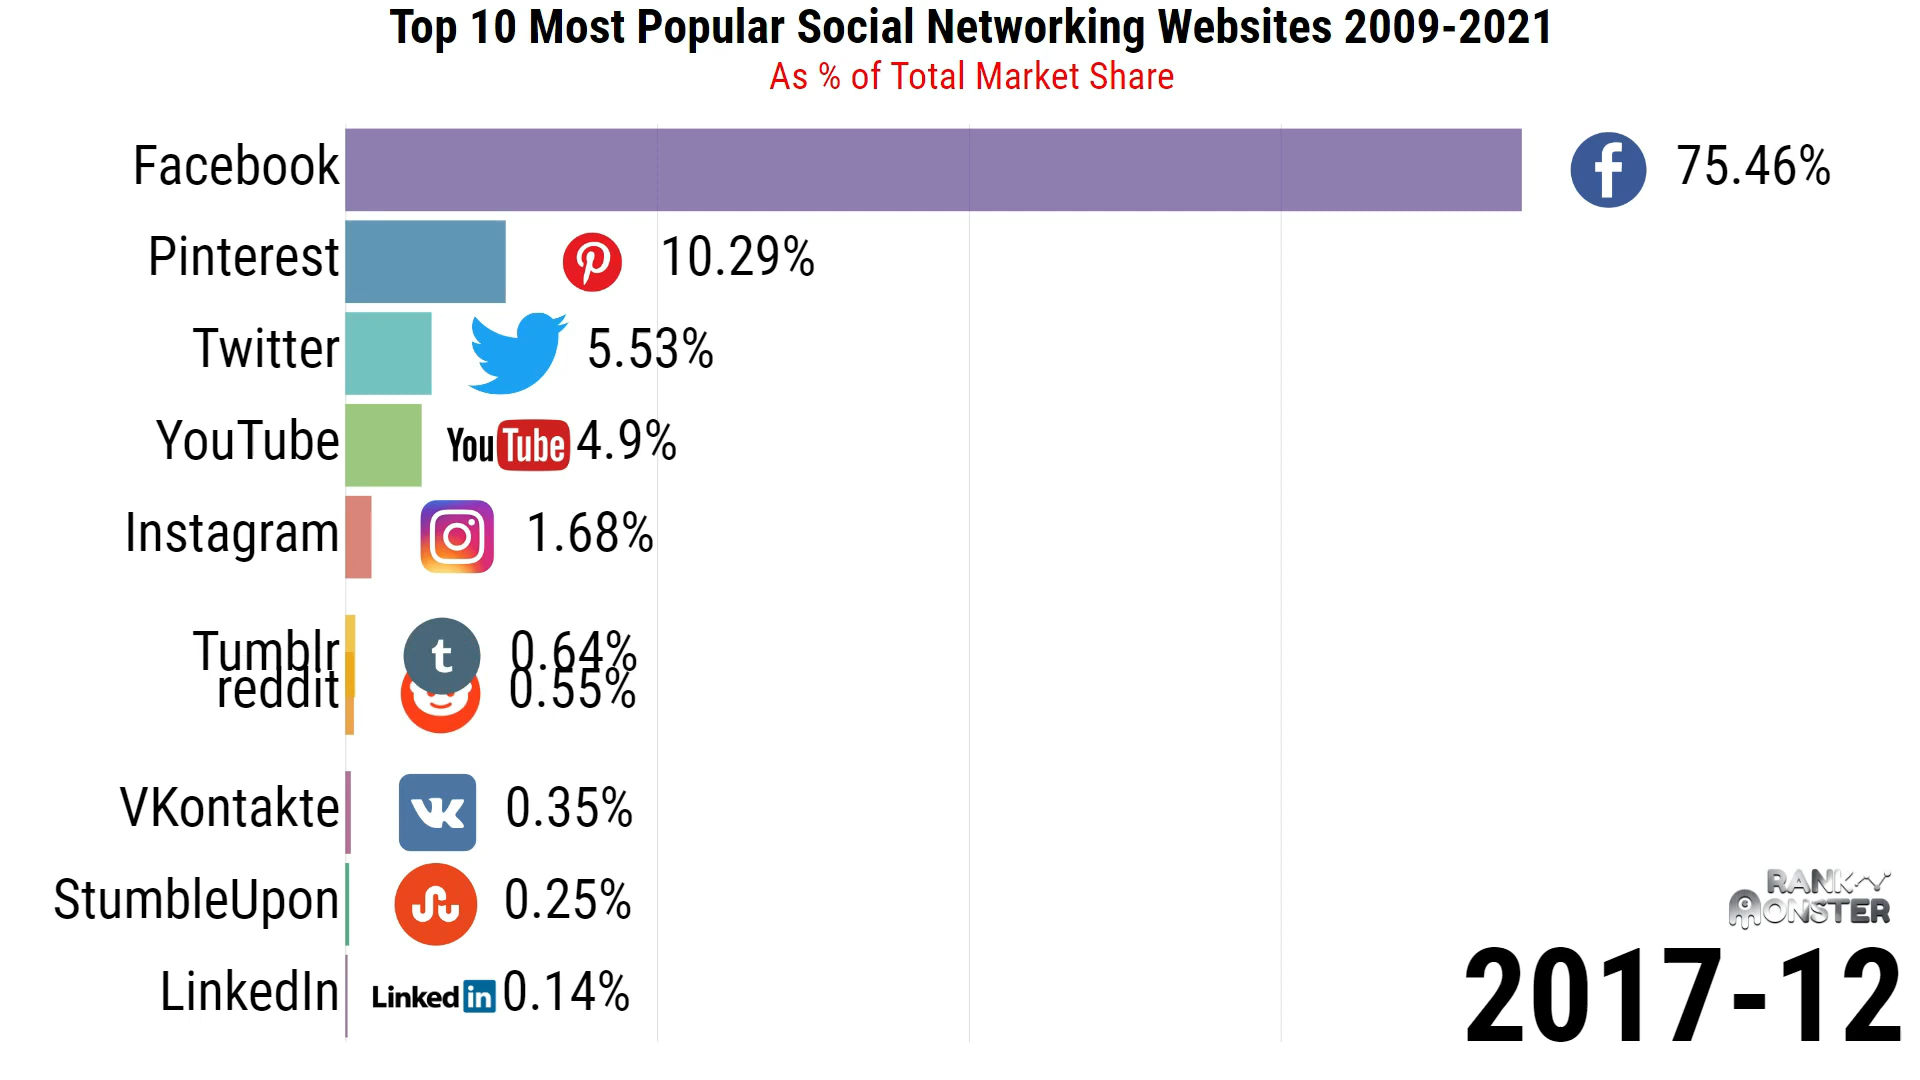 Top 10 Most Popular Social Networking Websites 2009-2021
As % of Total Market Share
Facebook f 75.46%
Pinterest P 10.29%
Twitter 5.53%
YouTube YouTube 4.9%
Instagram 1.68%
Tumblr t 0.64%
reddit 0.55%
VKontakte VK 0.35%
StumbleUpon 0.25%
LinkedIn Linkedin 0.14%
RANK
MONSTER
2017-12